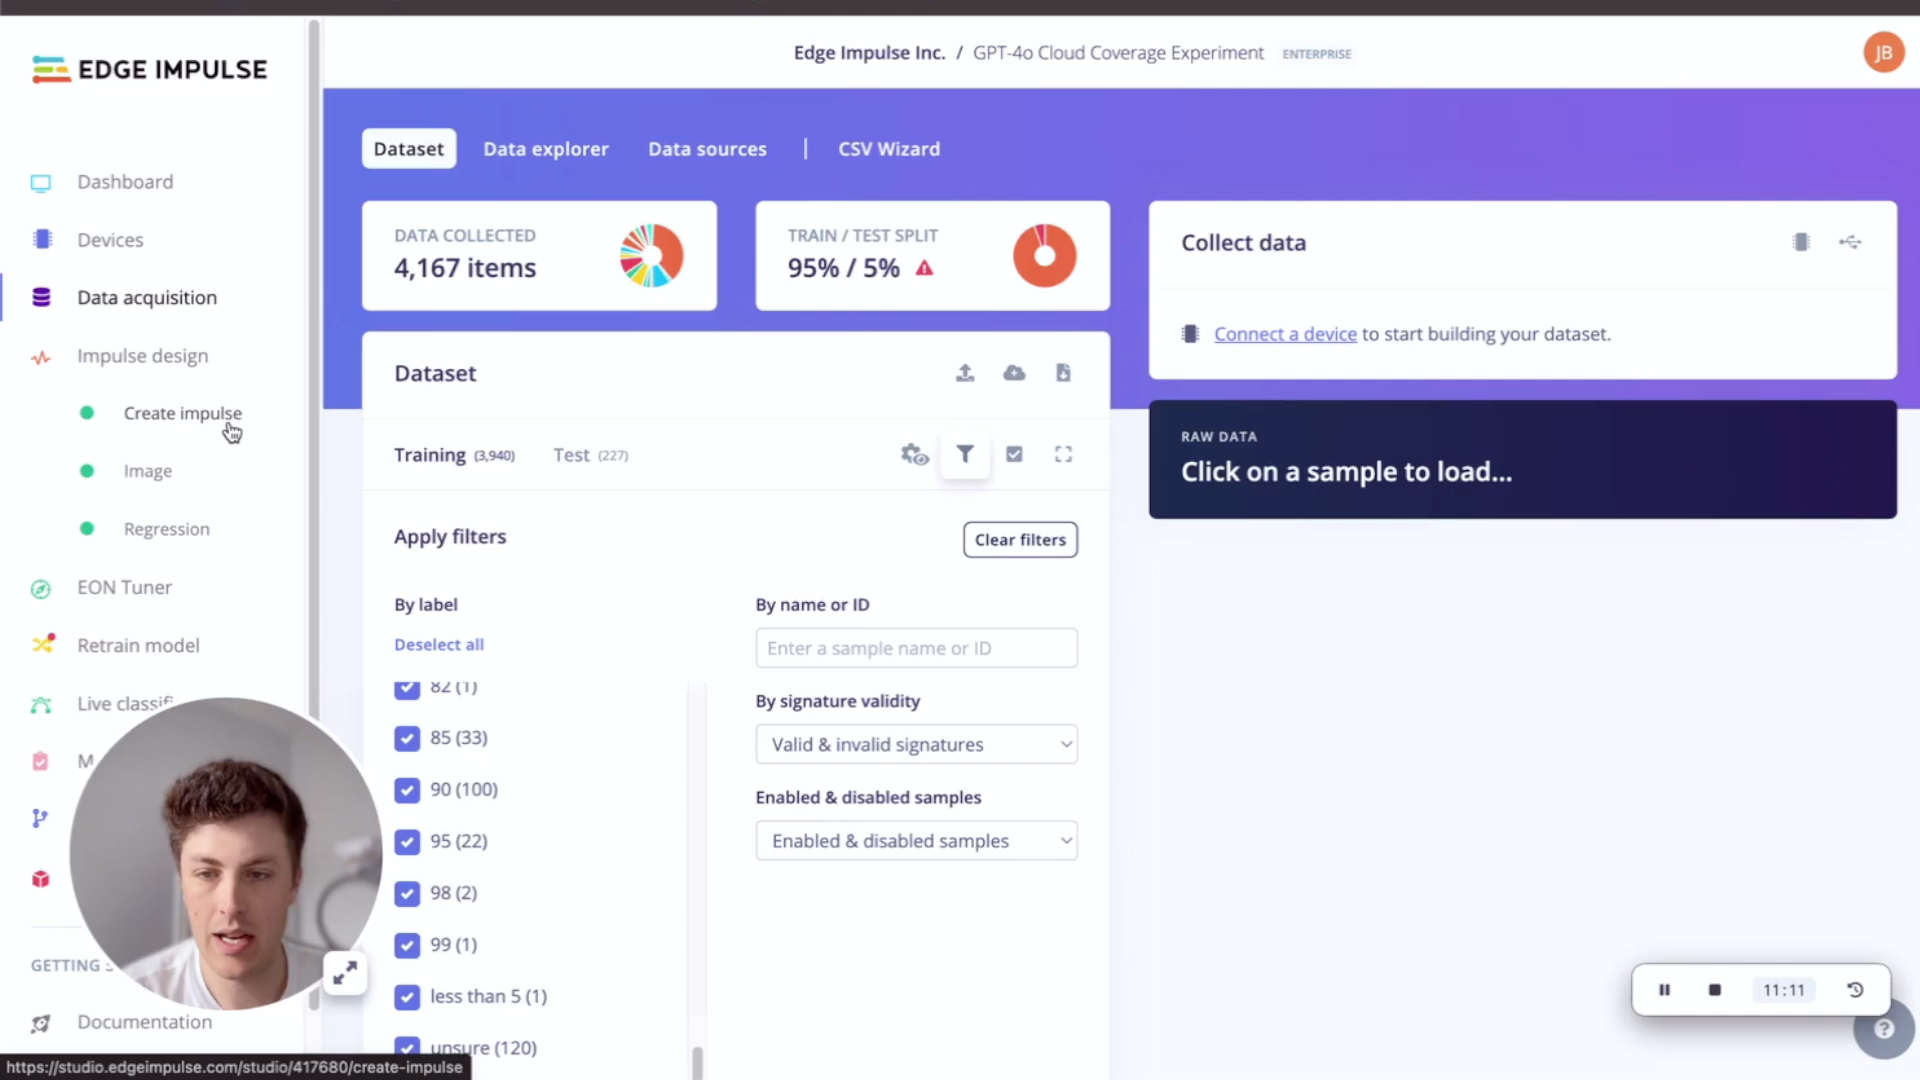 EDGE IMPULSE
Edge Impulse Inc. / GPT-4o Cloud Coverage Experiment ENTERPRISE
JB
Dashboard
Devices
Data acquisition
Impulse design
Create impulse
Image
Regression
EON Tuner
Retrain model
Live classifi
M
GETTING S
Documentation
https://studio.edgeimpulse.com/studio/417680/create-impulse
Dataset Data explorer Data sources | CSV Wizard
DATA COLLECTED
4,167 items
TRAIN / TEST SPLIT
95% / 5%
Dataset
Training (3,940) Test (227)
Apply filters
Clear filters
By label
Deselect all
82 (1)
85 (33)
90 (100)
95 (22)
98 (2)
99 (1)
less than 5 (1)
unsure (120)
By name or ID
Enter a sample name or ID
By signature validity
Valid & invalid signatures
Enabled & disabled samples
Enabled & disabled samples
Collect data
Connect a device to start building your dataset.
RAW DATA
Click on a sample to load...
11:11
?